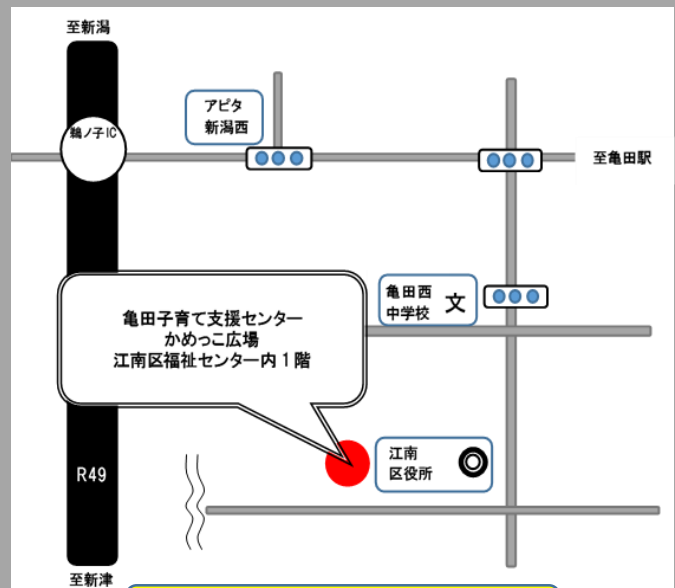 至新潟
アピタ
新潟西
鵜ノ子IC
至亀田駅
亀田西
中学校
文
亀田子育て支援センター
かめっこ広場
江南区福祉センター内1階
江南
区役所
R49
至新津